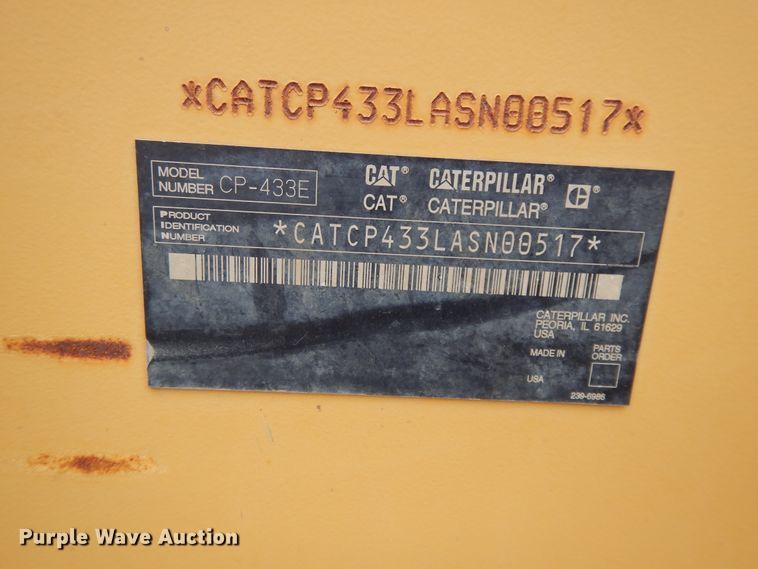 *CATCP433LASN00517*
MODEL NUMBER CP-433E
CAT® CATERPILLAR® ®
CAT® CATERPILLAR®
PRODUCT
IDENTIFICATION
NUMBER
*CATCP433LASN00517*
CATERPILLAR INC.
PEORIA, IL 61629
USA
MADE IN
USA
PARTS
ORDER
239-6986
Purple Wave Auction